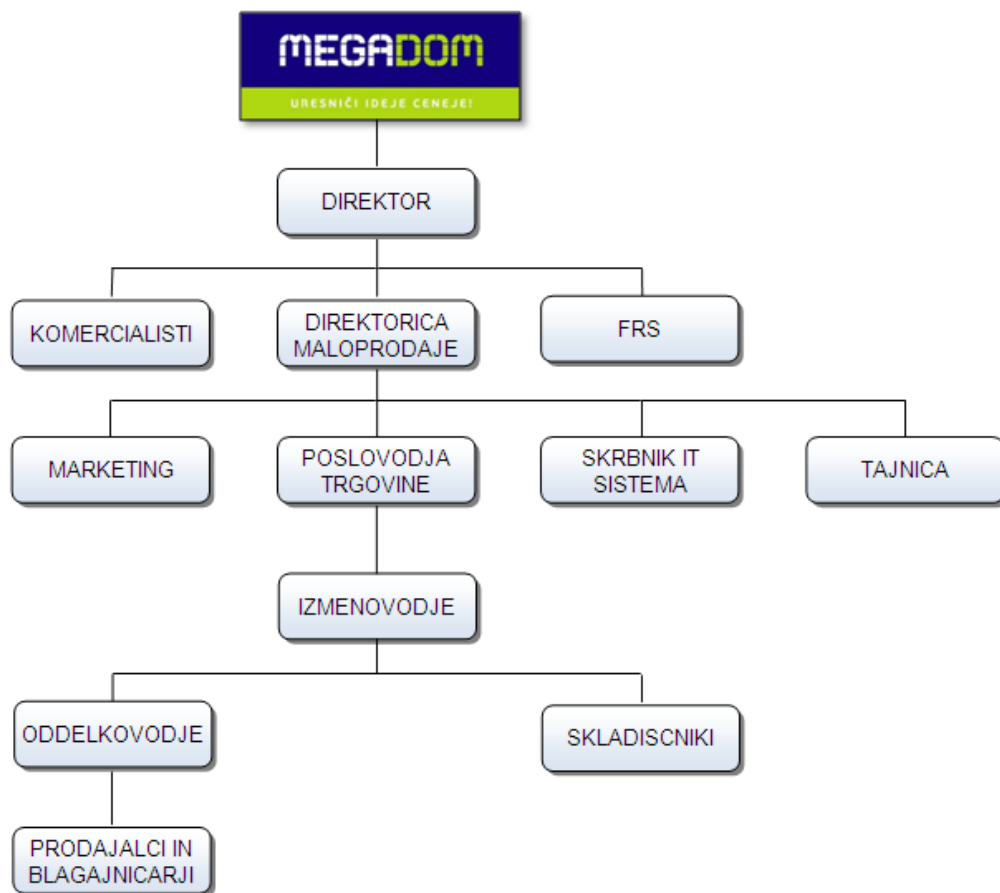 MEGADOM
URESNIČI IDEJE CENEJE!
DIREKTOR
KOMERCIALISTI
DIREKTORICA
MALOPRODAJE
FRS
MARKETING
POSLOVODJA
TRGOVINE
SKRBNIK IT
SISTEMA
TAJNICA
IZMENOVODJE
ODDELKOVODJE
SKLADISCNIKI
PRODAJALCI IN
BLAGAJNICARJI